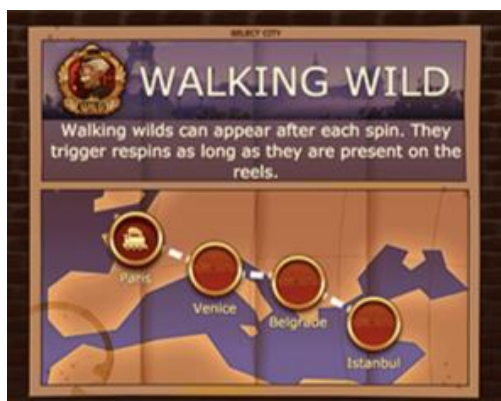 SELECT CITY
WILD
WALKING WILD
Walking wilds can appear after each spin. They
trigger respins as long as they are present on the
reels.
Paris
Venice
Belgrade
Istanbul